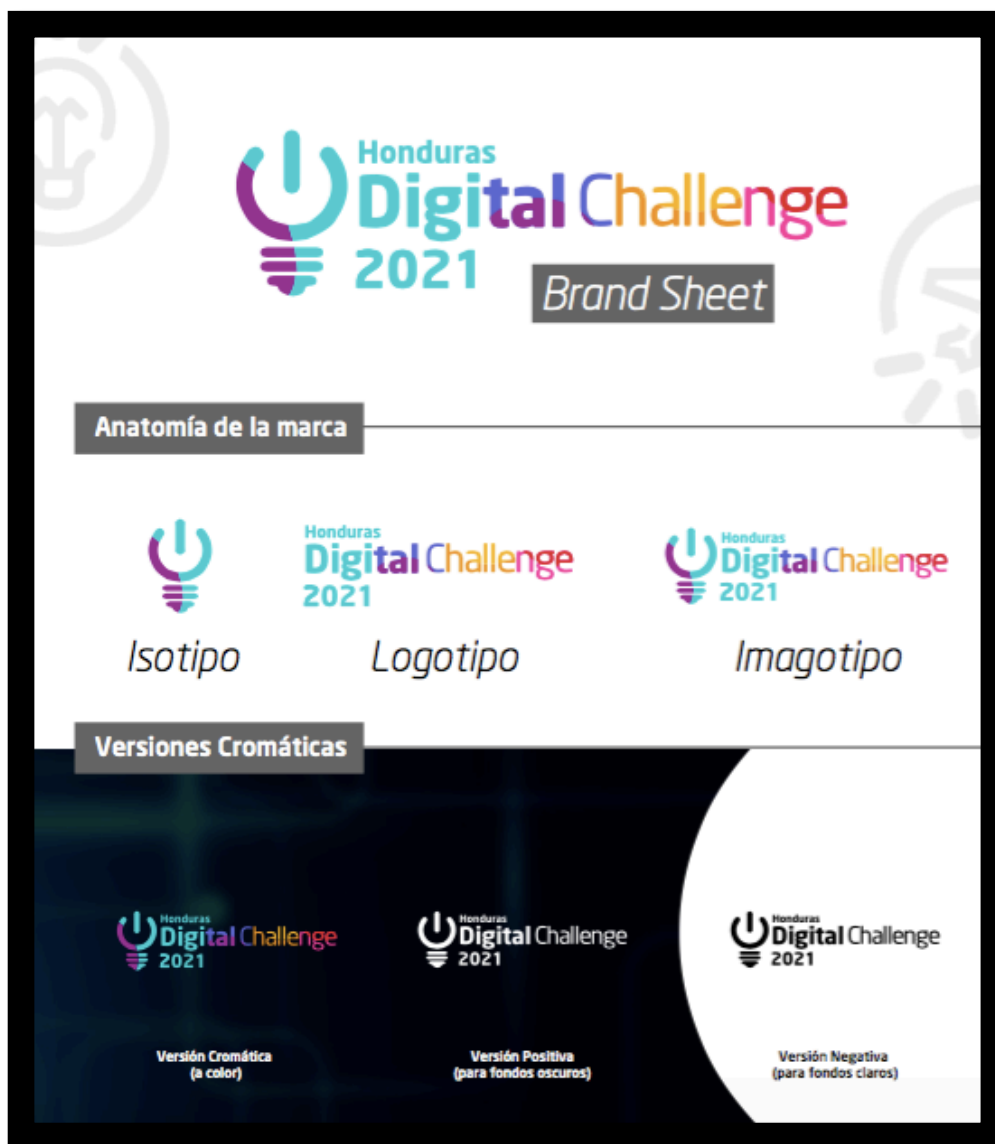 Honduras
Digital Challenge
2021
Brand Sheet
Anatomía de la marca
Honduras
Digital Challenge
2021
Honduras
Digital Challenge
2021
Isotipo
Logotipo
Imagotipo
Versiones Cromáticas
Honduras
Digital Challenge
2021
Honduras
Digital Challenge
2021
Honduras
Digital Challenge
2021
Versión Cromática
(a color)
Versión Positiva
(para fondos oscuros)
Versión Negativa
(para fondos claros)